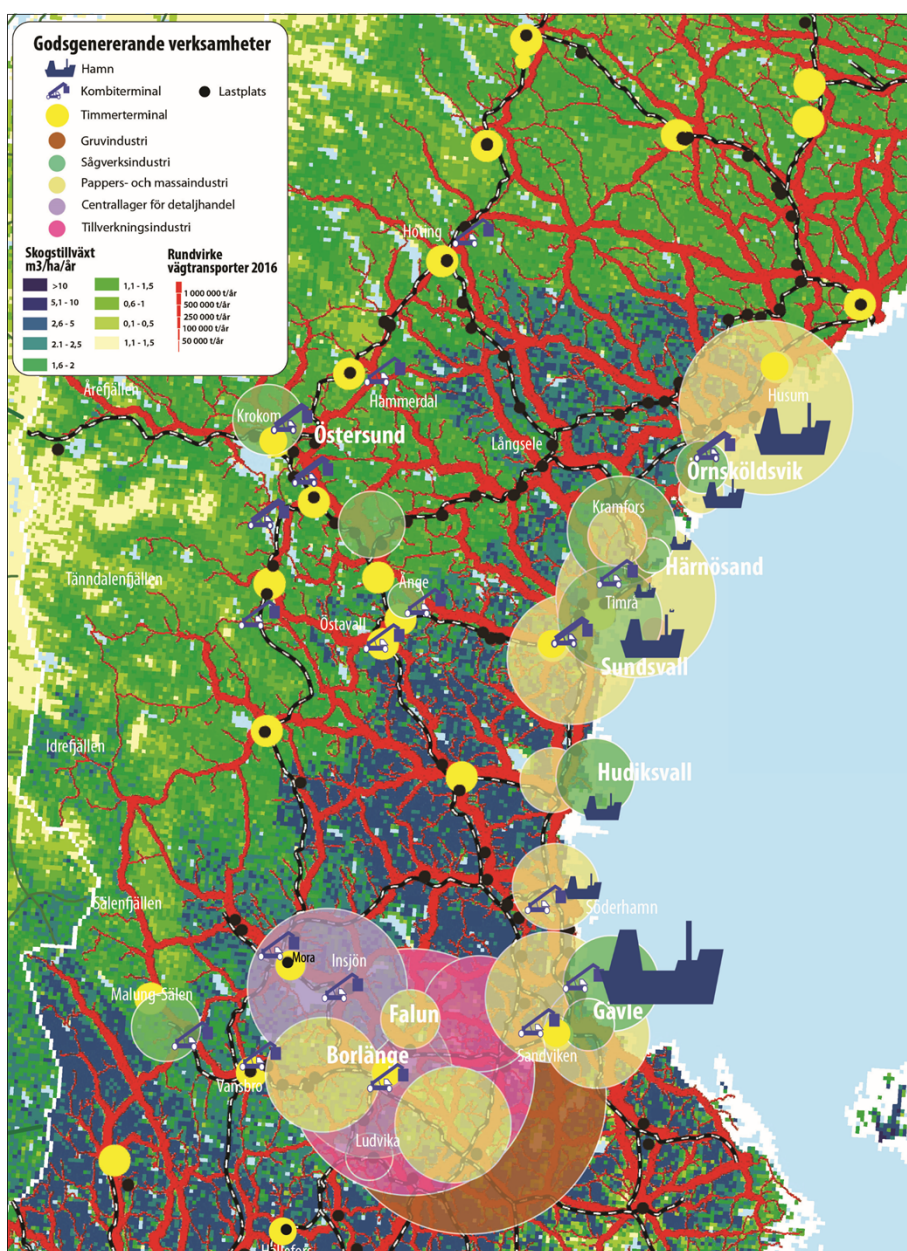 Godsgenererande verksamheter
Hamn
Kombiterminal
Lastplats
Timmerterminal
Gruvindustri
Sågverksindustri
Pappers- och massaindustri
Centrallager för detaljhandel
Tillverkningsindustri
Skogstillväxt
m3/ha/år
>10
5,1 - 10
2,6 - 5
2.1 - 2,5
1,6 - 2
1,1 - 1,5
0,6 -1
0,1 - 0,5
1,1 - 1,5
Rundvirke
vägtransporter 2016
1 000 000 t/år
500 000 t/år
250 000 t/år
100 000 t/år
50 000 t/år
Hoting
Årefjällen
Hammerdal
Husum
Krokom
Östersund
Långsele
Örnsköldsvik
Kramfors
Härnösand
Tänndalenfjällen
Ånge
Timrå
Östavall
Sundsvall
Idrefjällen
Hudiksvall
Sälenfjällen
Söderhamn
Mora
Insjön
Malung-Sälen
Falun
Gävle
Borlänge
Sandviken
Vansbro
Ludvika
Hällefors